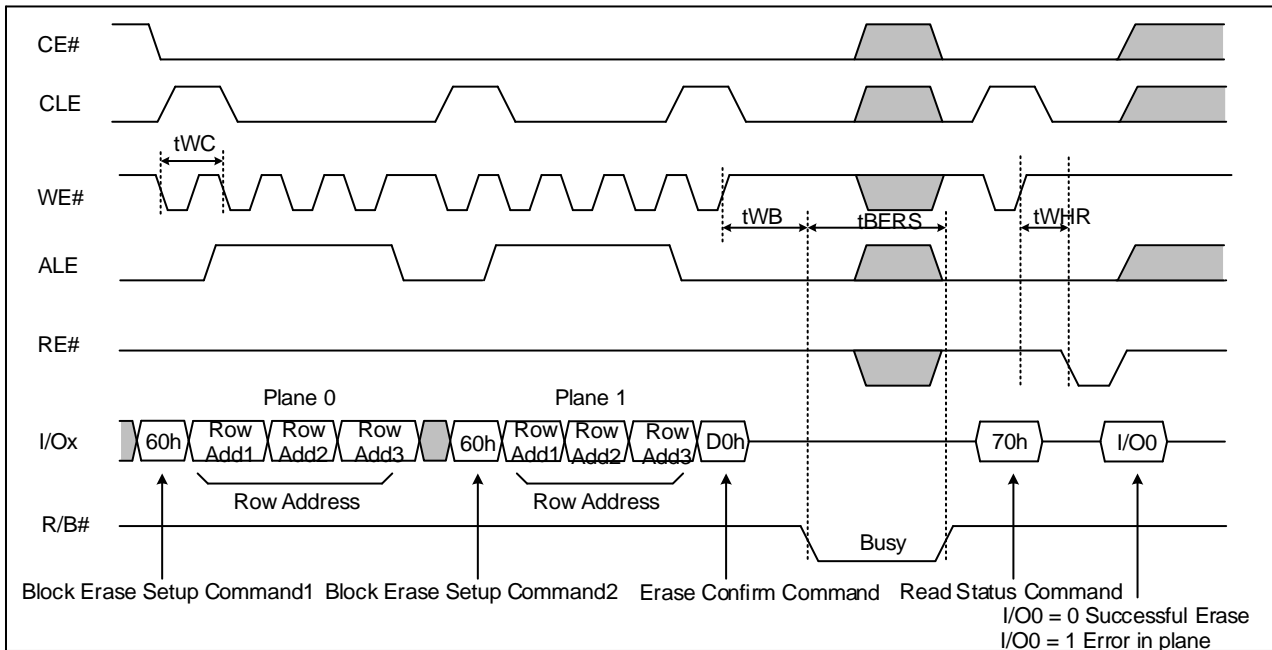 CE#
CLE
tWC
WE#
tWB
tBERS
tWHR
ALE
RE#
Plane 0
Plane 1
I/Ox
60h
Row Add1
Row Add2
Row Add3
60h
Row Add1
Row Add2
Row Add3
D0h
70h
I/O0
Row Address
Row Address
R/B#
Busy
Block Erase Setup Command1
Block Erase Setup Command2
Erase Confirm Command
Read Status Command
I/O0 = 0 Successful Erase
I/O0 = 1 Error in plane